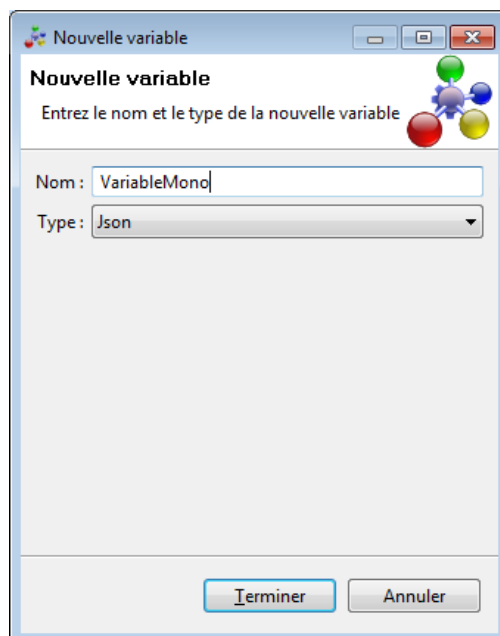 Nouvelle variable
Nouvelle variable
Entrez le nom et le type de la nouvelle variable
Nom : VariableMono
Type : Json
Terminer Annuler